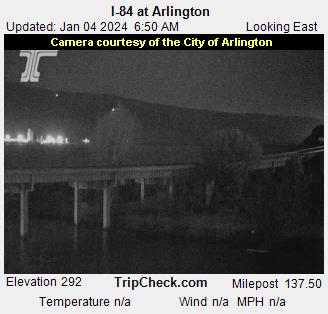 I-84 at Arlington
Updated: Jan 04 2024 6:50 AM Looking East
Camera courtesy of the City of Arlington
Elevation 292 TripCheck.com Milepost 137.50
Temperature n/a Wind n/a MPH n/a